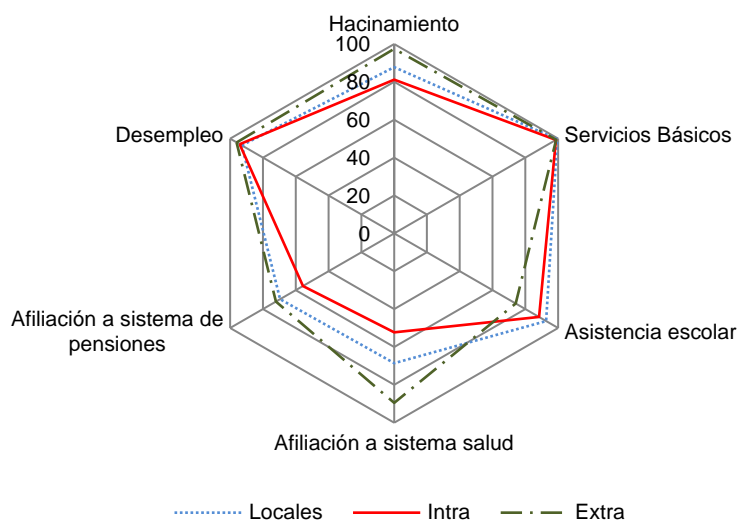 Hacinamiento
100
80
60
40
20
0
Servicios Básicos
Asistencia escolar
Afiliación a sistema salud
Afiliación a sistema de
pensiones
Desempleo
Locales Intra Extra